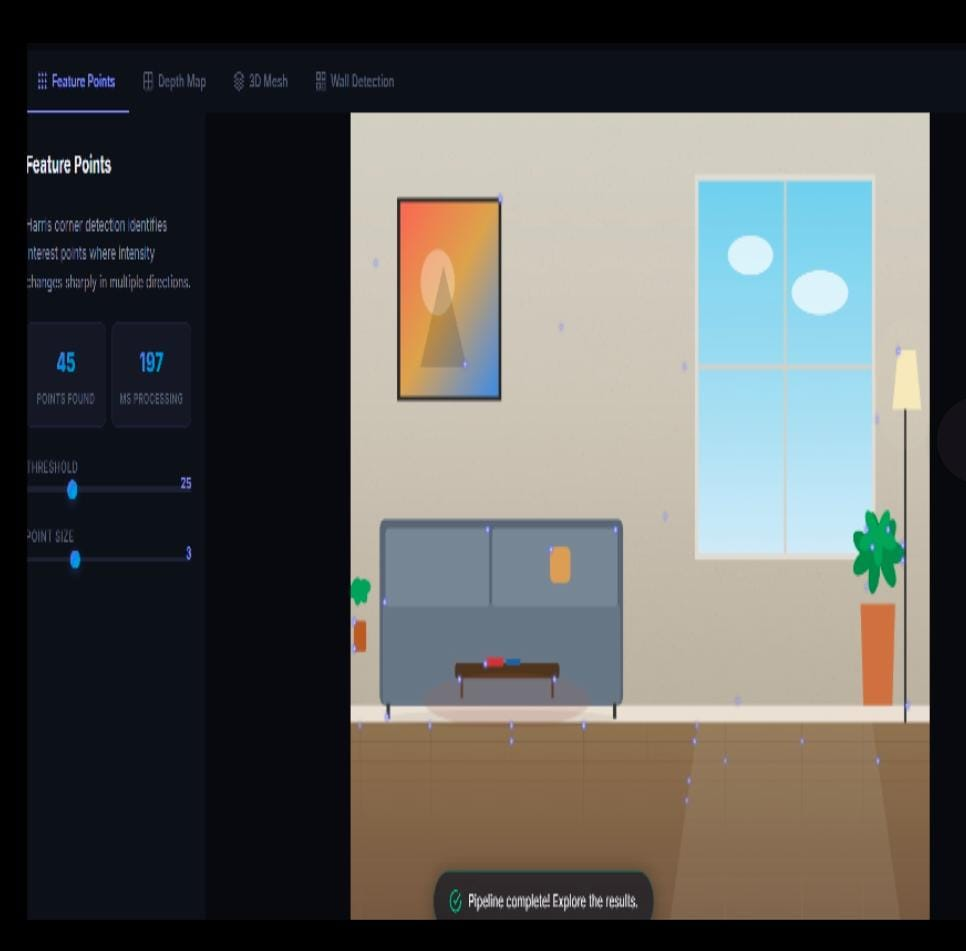 Feature Points Depth Map 3D Mesh Wall Detection
Feature Points
Harris corner detection identifies
interest points where intensity
changes sharply in multiple directions.
45 197
POINTS FOUND MS PROCESSING
THRESHOLD
25
POINT SIZE
3
Pipeline complete! Explore the results.